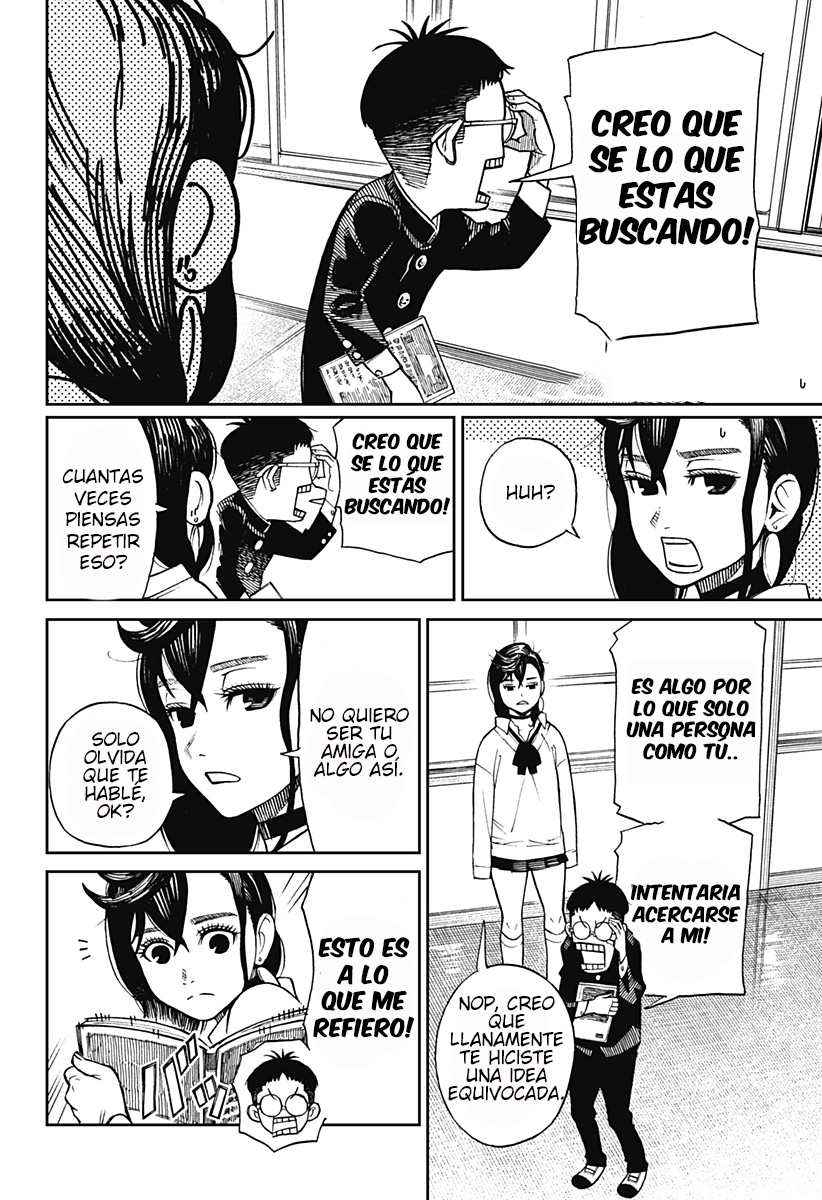 CREO QUE
SE LO QUE
ESTAS
BUSCANDO!
HUH?
CREO QUE
SE LO QUE
ESTÁS
BUSCANDO!
CUANTAS
VECES
PIENSAS
REPETIR
ESO?
ES ALGO POR
LO QUE SOLO
UNA PERSONA
COMO TÚ..
INTENTARIA
ACERCARSE
A MI!
NOP, CREO
QUE
LLANAMENTE
TE HICISTE
UNA IDEA
EQUIVOCADA.
NO QUIERO
SER TU
AMIGA O
ALGO ASÍ.
SOLO
OLVIDA
QUE TE
HABLÉ,
OK?
ESTO ES
A LO
QUE ME
REFIERO!